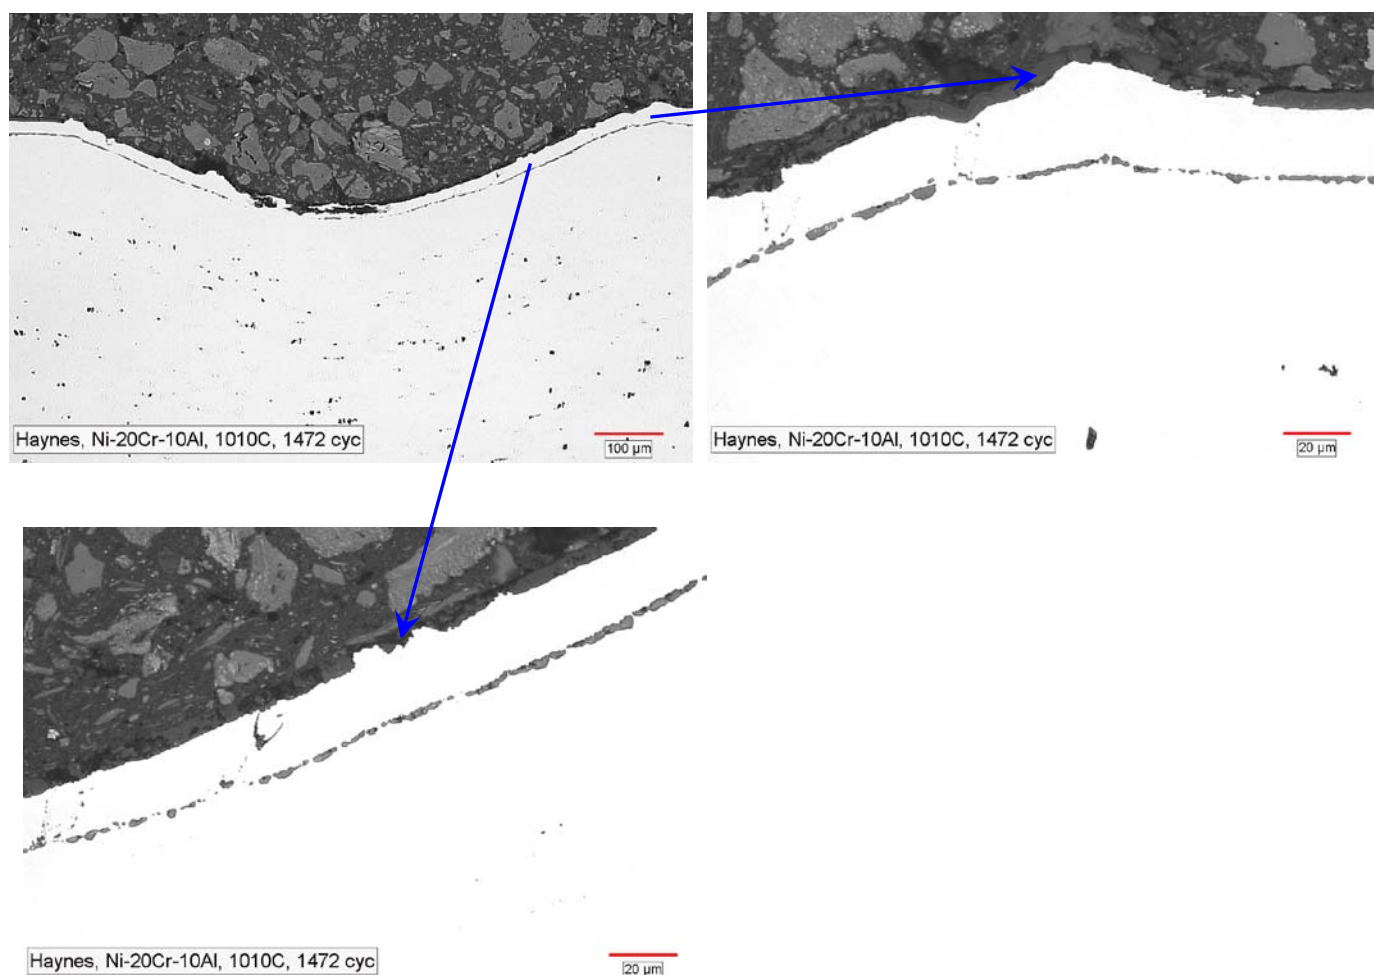 Haynes, Ni-20Cr-10Al, 1010C, 1472 cyc
100 µm
Haynes, Ni-20Cr-10Al, 1010C, 1472 cyc
20 µm
Haynes, Ni-20Cr-10Al, 1010C, 1472 cyc
20 µm